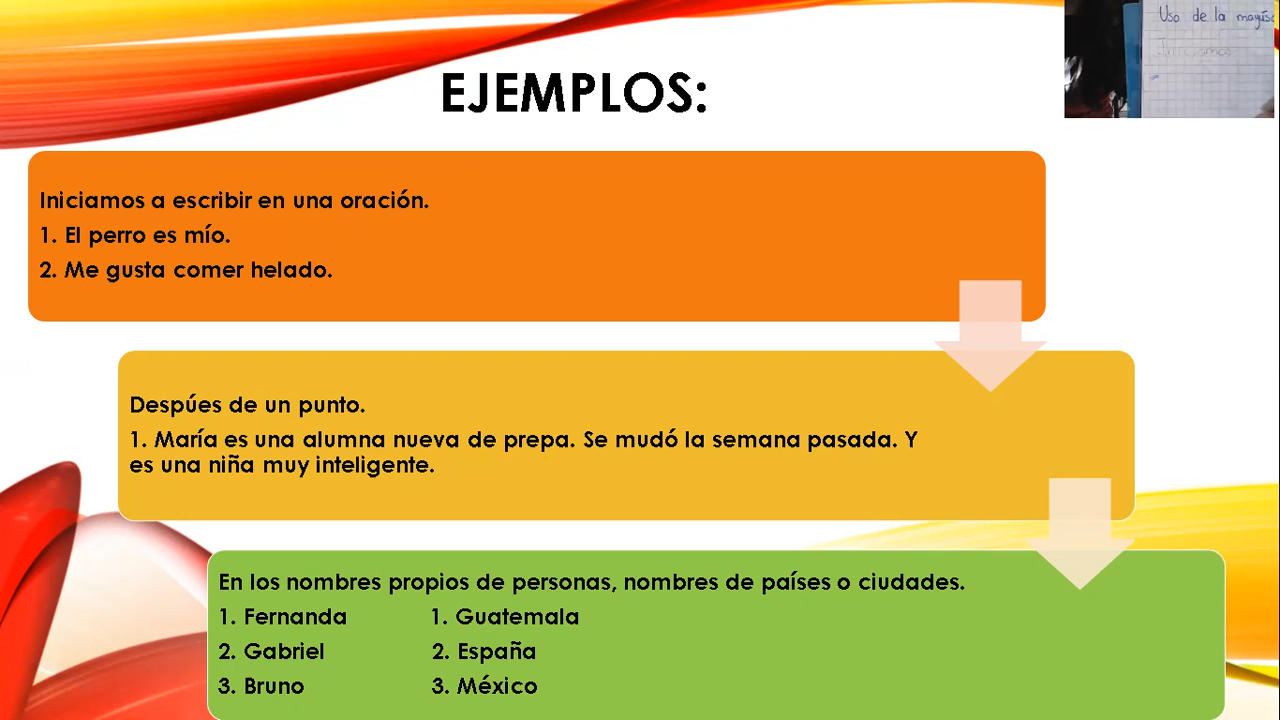 EJEMPLOS:
Uso de la mayúsc
Iniciamos a escribir en una oración.
1. El perro es mío.
2. Me gusta comer helado.
Despúes de un punto.
1. María es una alumna nueva de prepa. Se mudó la semana pasada. Y
es una niña muy inteligente.
En los nombres propios de personas, nombres de países o ciudades.
1. Fernanda 1. Guatemala
2. Gabriel 2. España
3. Bruno 3. México